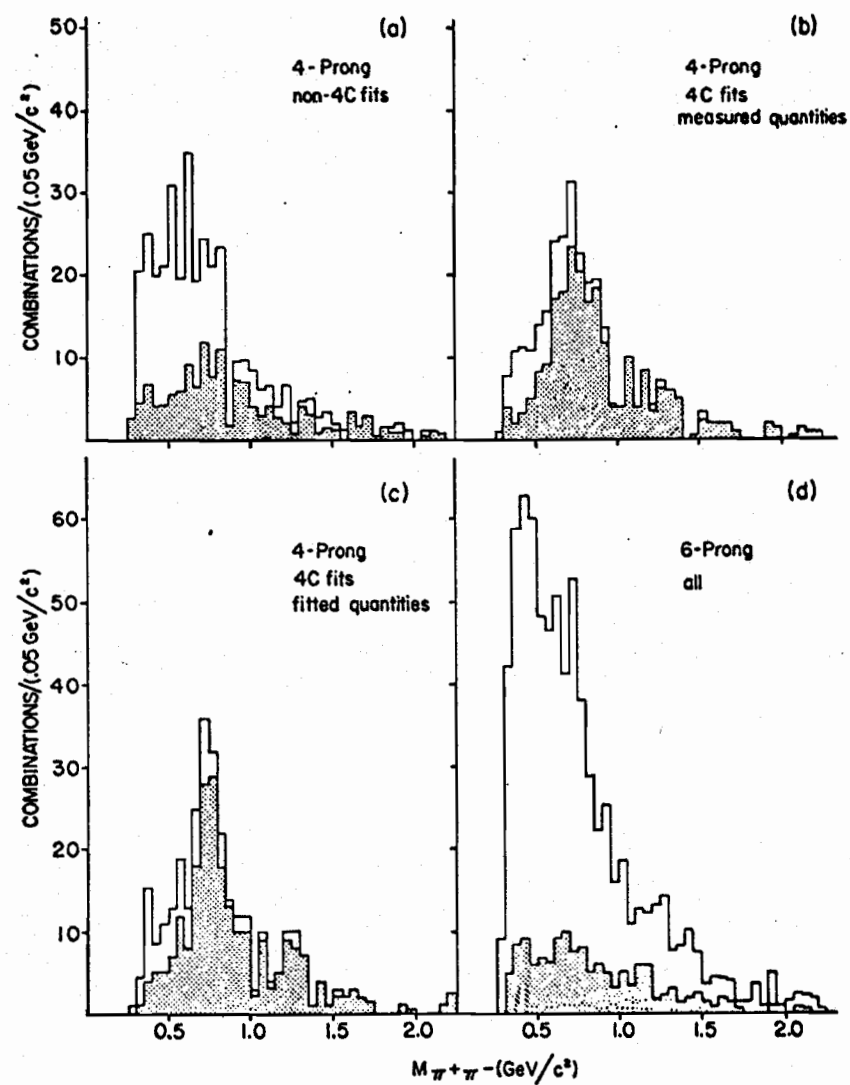 (a)
4-Prong
non-4C fits
(b)
4-Prong
4C fits
measured quantities
COMBINATIONS/(.05 GeV/c²)
50
40
30
20
10
(c)
4-Prong
4C fits
fitted quantities
(d)
6-Prong
all
COMBINATIONS/(.05 GeV/c²)
60
50
40
30
20
10
0.5 1.0 1.5 2.0 0.5 1.0 1.5 2.0
M π+π- (GeV/c²)